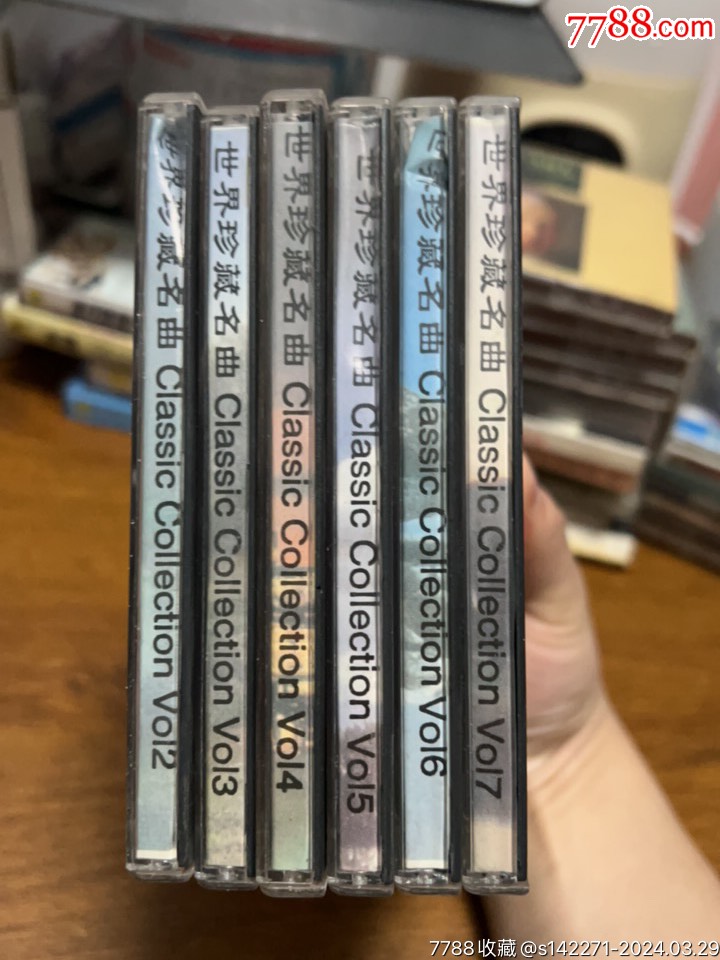 7788.com
世界珍藏名曲 Classic Collection Vol2
世界珍藏名曲 Classic Collection Vol3
世界珍藏名曲 Classic Collection Vol4
世界珍藏名曲 Classic Collection Vol5
世界珍藏名曲 Classic Collection Vol6
世界珍藏名曲 Classic Collection Vol7
7788收藏@s142271-2024.03.29